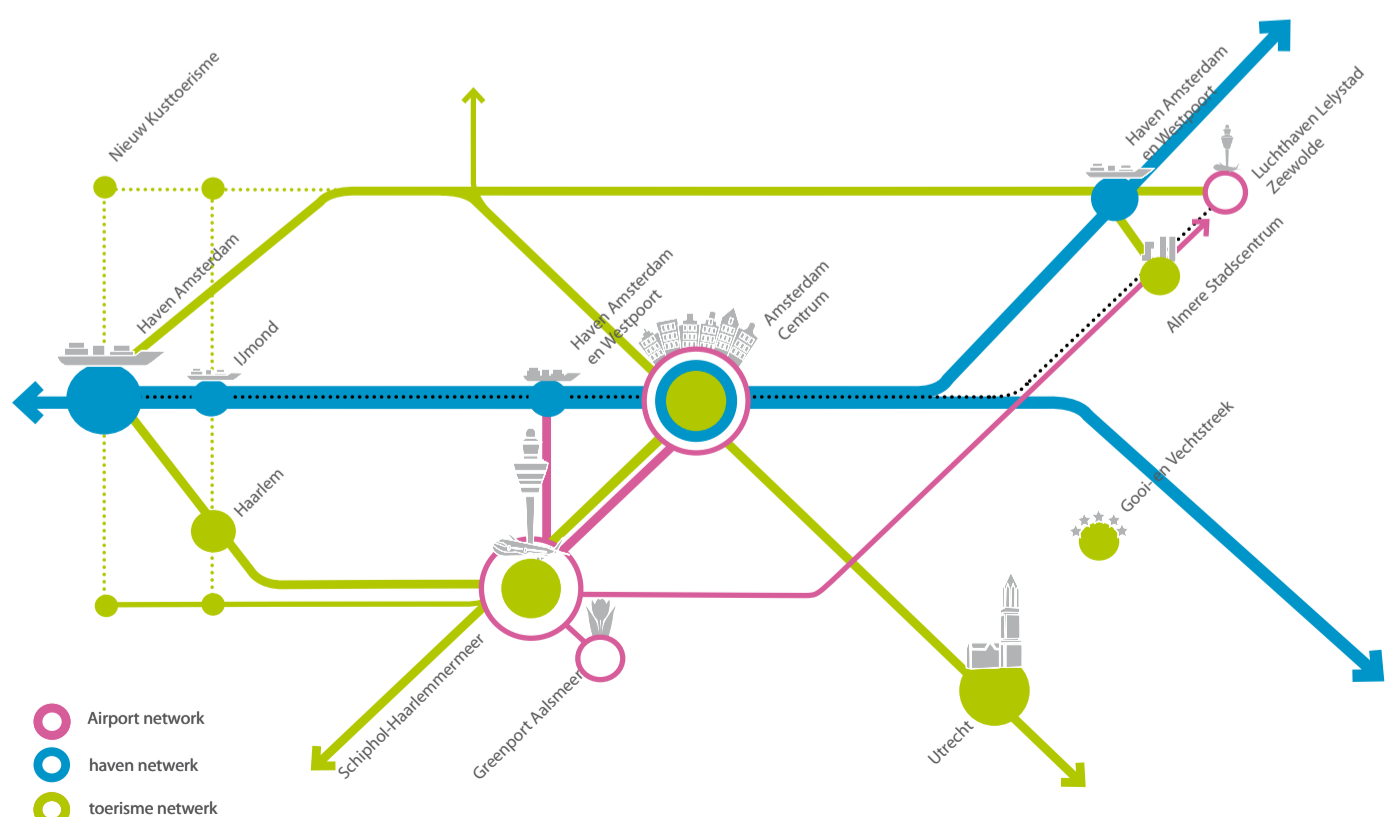 Nieuw Kusttoerisme
Haven Amsterdam
en Westpoort
Luchthaven Lelystad
Zeewolde
Almere Stadscentrum
Haven Amsterdam
IJmond
Haven Amsterdam
en Westpoort
Amsterdam
Centrum
Haarlem
Gooi- en Vechtstreek
Schiphol-Haarlemmermeer
Greenport Aalsmeer
Utrecht
Airport network
haven netwerk
toerisme netwerk